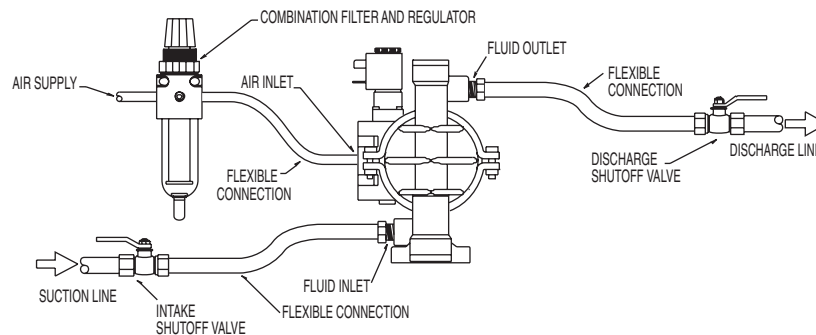 COMBINATION FILTER AND REGULATOR
FLUID OUTLET
FLEXIBLE
CONNECTION
AIR SUPPLY
AIR INLET
FLEXIBLE
CONNECTION
DISCHARGE
SHUTOFF VALVE
DISCHARGE LINE
SUCTION LINE
INTAKE
SHUTOFF VALVE
FLEXIBLE CONNECTION
FLUID INLET